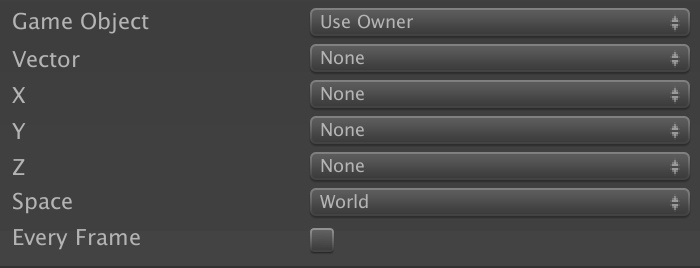 Game Object Use Owner
Vector None
X None
Y None
Z None
Space World
Every Frame